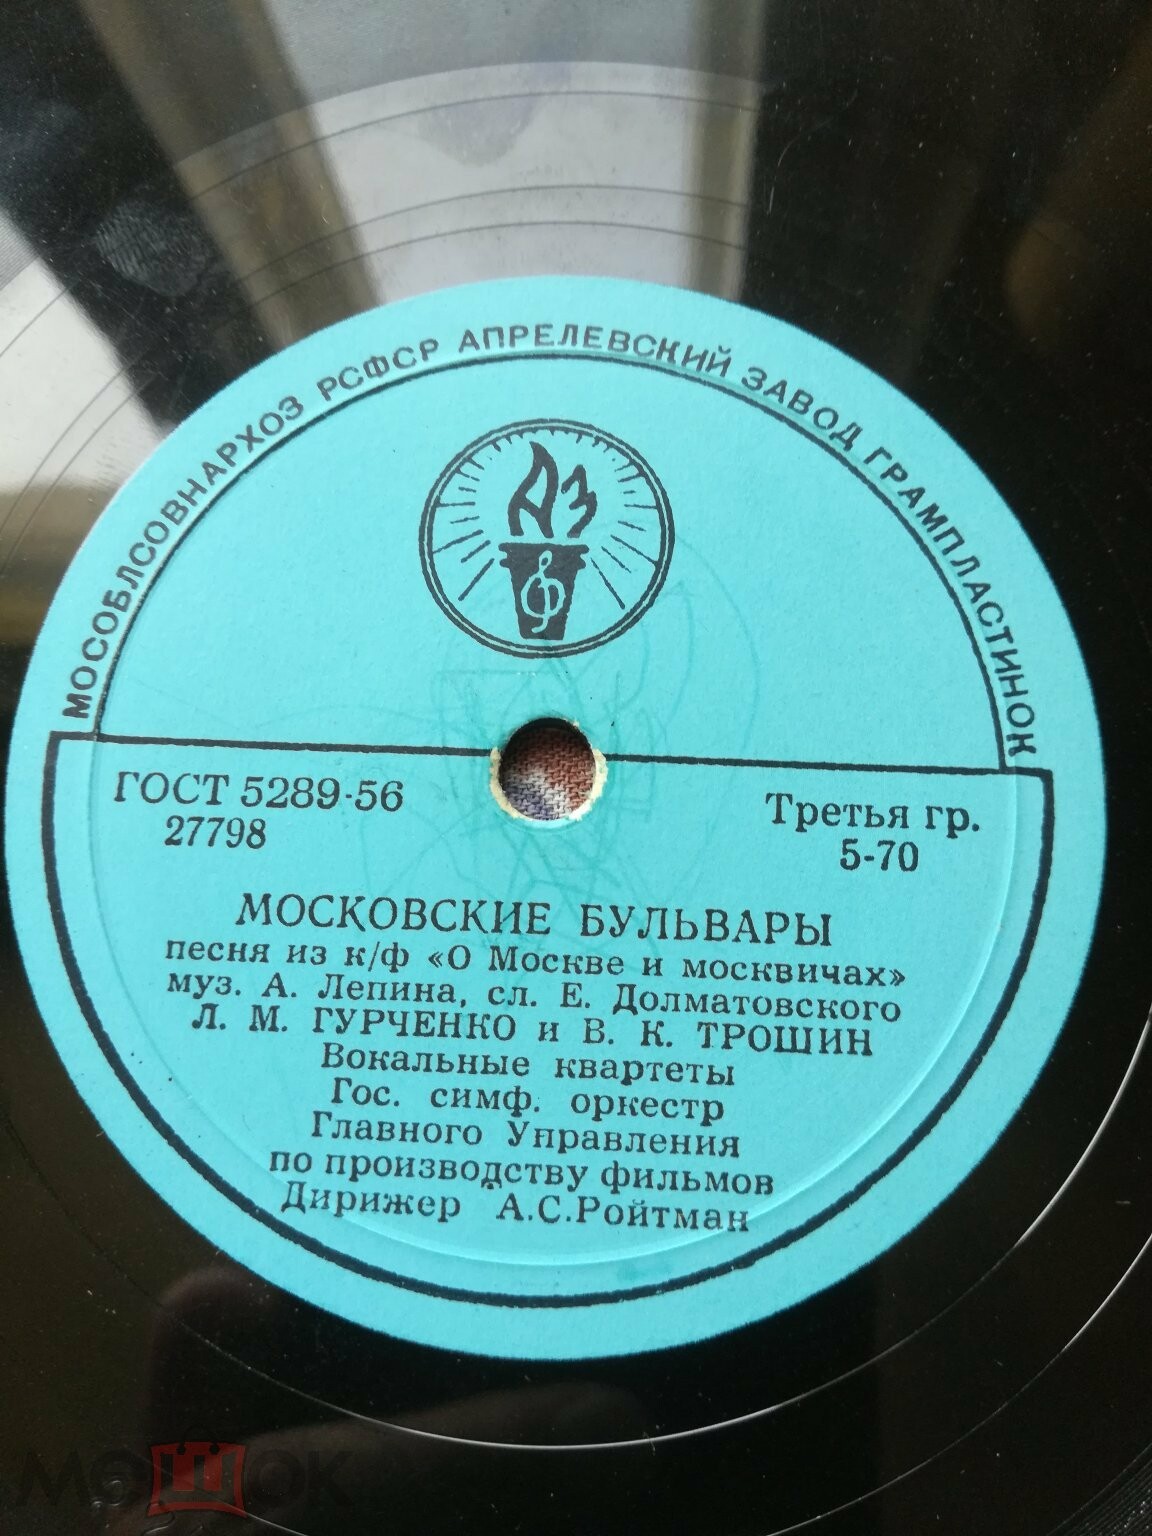 МОСОБЛСОВНАРХОЗ РСФСР АПРЕЛЕВСКИЙ ЗАВОД ГРАМПЛАСТИНОК
АЗ
ГОСТ 5289-56
27798
Третья гр.
5-70
МОСКОВСКИЕ БУЛЬВАРЫ
песня из к/ф «О Москве и москвичах»
муз. А. Лепина, сл. Е. Долматовского
Л. М. ГУРЧЕНКО и В. К. ТРОШИН
Вокальные квартеты
Гос. симф. оркестр
Главного Управления
по производству фильмов
Дирижер А.С.Ройтман
МОШОК